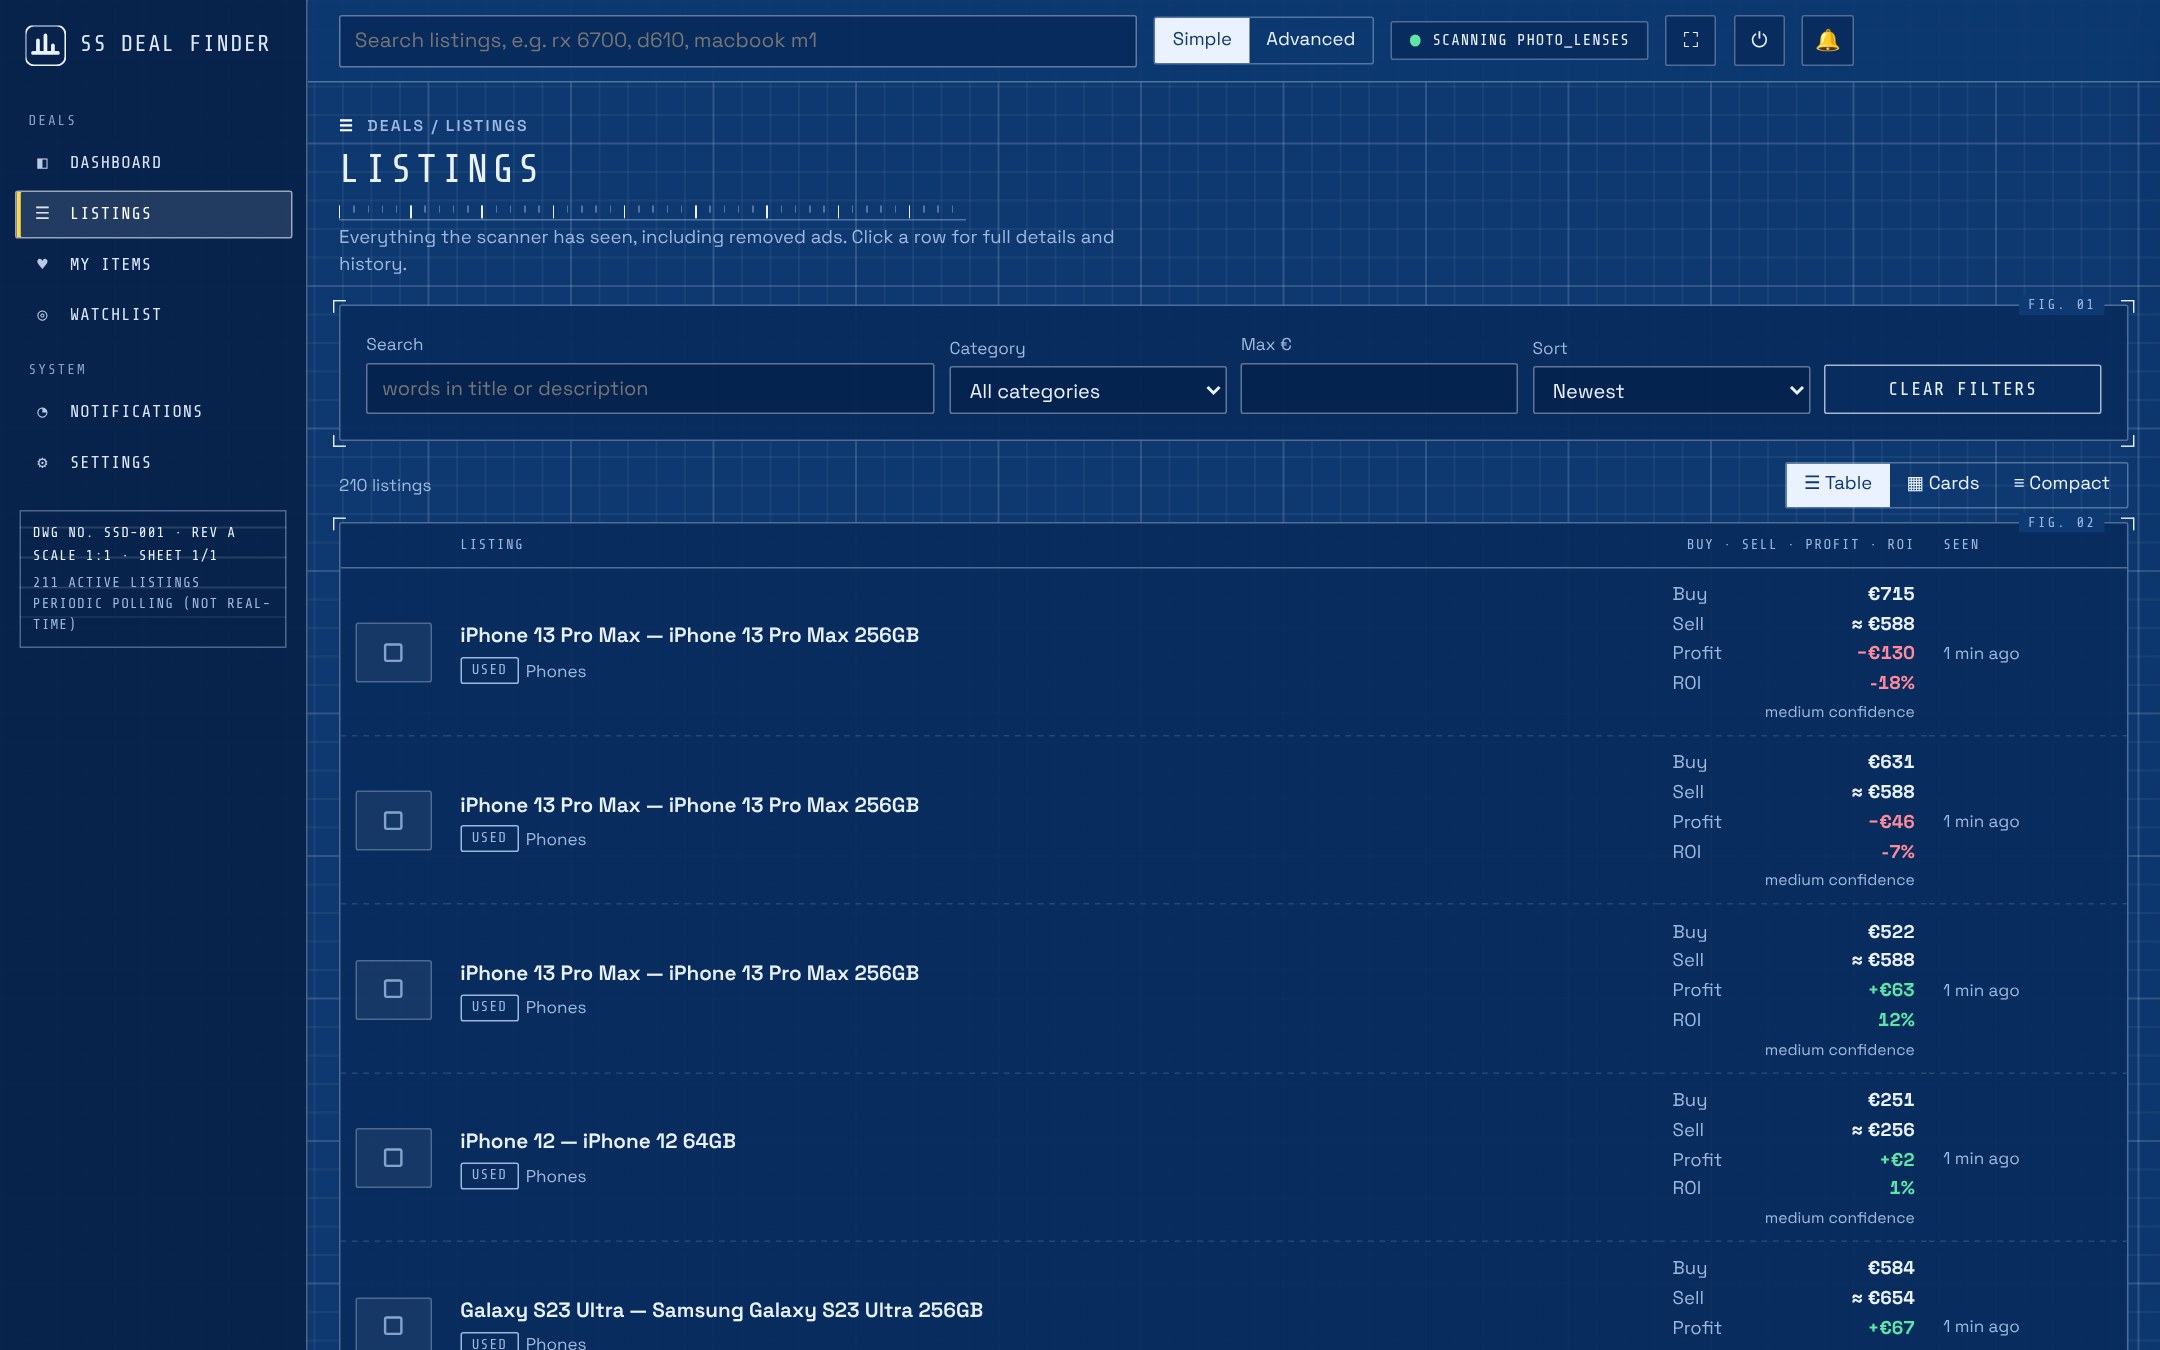 SS DEAL FINDER
DEALS
◧ DASHBOARD
☰ LISTINGS
♥ MY ITEMS
◎ WATCHLIST
SYSTEM
◔ NOTIFICATIONS
⚙ SETTINGS
DWG NO. SSD-001 · REV A
SCALE 1:1 · SHEET 1/1
211 ACTIVE LISTINGS
PERIODIC POLLING (NOT REAL-
TIME)
Search listings, e.g. rx 6700, d610, macbook m1
Simple Advanced
SCANNING PHOTO_LENSES
☰ DEALS / LISTINGS
LISTINGS
Everything the scanner has seen, including removed ads. Click a row for full details and
history.
FIG. 01
Search Category Max € Sort
words in title or description All categories Newest CLEAR FILTERS
210 listings
☰ Table ▦ Cards ≡ Compact
FIG. 02
LISTING BUY · SELL · PROFIT · ROI SEEN
iPhone 13 Pro Max — iPhone 13 Pro Max 256GB
USED Phones
Buy €715
Sell ≈ €588
Profit −€130
ROI -18%
medium confidence
1 min ago
iPhone 13 Pro Max — iPhone 13 Pro Max 256GB
USED Phones
Buy €631
Sell ≈ €588
Profit −€46
ROI -7%
medium confidence
1 min ago
iPhone 13 Pro Max — iPhone 13 Pro Max 256GB
USED Phones
Buy €522
Sell ≈ €588
Profit +€63
ROI 12%
medium confidence
1 min ago
iPhone 12 — iPhone 12 64GB
USED Phones
Buy €251
Sell ≈ €256
Profit +€2
ROI 1%
medium confidence
1 min ago
Galaxy S23 Ultra — Samsung Galaxy S23 Ultra 256GB
USED Phones
Buy €584
Sell ≈ €654
Profit +€67
1 min ago